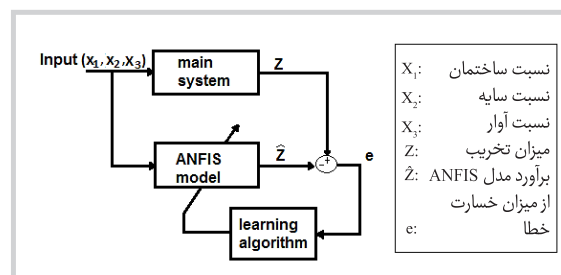 Input (x₁, x₂,x₃)
main
system
Z
ANFIS
model
Ẑ
-
+
e
learning
algorithm
X₁: نسبت ساختمان
X₂: نسبت سایه
X₃: نسبت آوار
Z: میزان تخریب
Ẑ: برآورد مدل ANFIS
از میزان خسارت
e: خطا